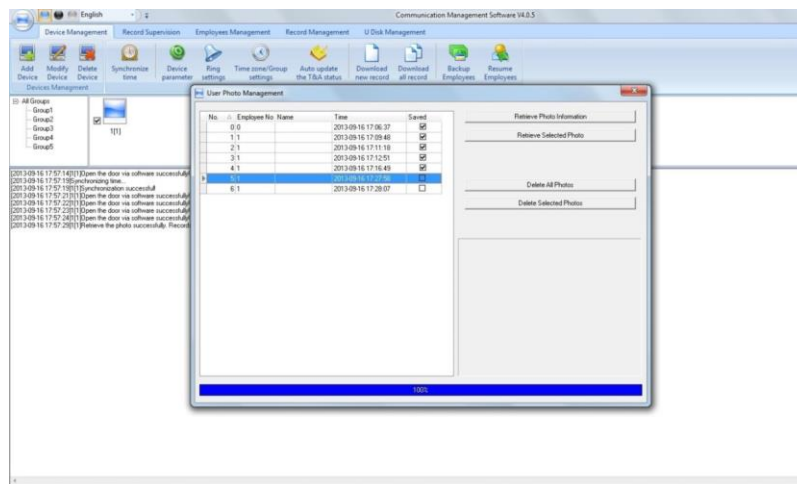 English
Communication Management Software V4.0.5
Device Management Record Supervision Employees Management Record Management U Disk Management
Add Device
Modify Device
Delete Device
Synchronize time
Device parameter
Ring settings
Time zone/Group settings
Auto update the T&A status
Download new record
Download all record
Backup Employees
Resume Employees
Devices Managment
All Groups
Group1
Group2
Group3
Group4
Group5
1[1]
[2013-09-16 17:57:14][1]Open the door via software successfully!
[2013-09-16 17:57:19]Synchronizing time...
[2013-09-16 17:57:19][1]Synchronization successful!
[2013-09-16 17:57:21][1]Open the door via software successfully!
[2013-09-16 17:57:22][1]Open the door via software successfully!
[2013-09-16 17:57:23][1]Open the door via software successfully!
[2013-09-16 17:57:24][1]Open the door via software successfully!
[2013-09-16 17:57:29][1]Retrieve the photo successfully. Record
User Photo Management
No. Employee No Name Time Saved
0 0 2013-09-16 17:06:37
1 1 2013-09-16 17:09:48
2 1 2013-09-16 17:11:18
3 1 2013-09-16 17:12:51
4 1 2013-09-16 17:16:49
5 1 2013-09-16 17:27:58
6 1 2013-09-16 17:28:07
Retrieve Photo Information
Retrieve Selected Photo
Delete All Photos
Delete Selected Photos
100%